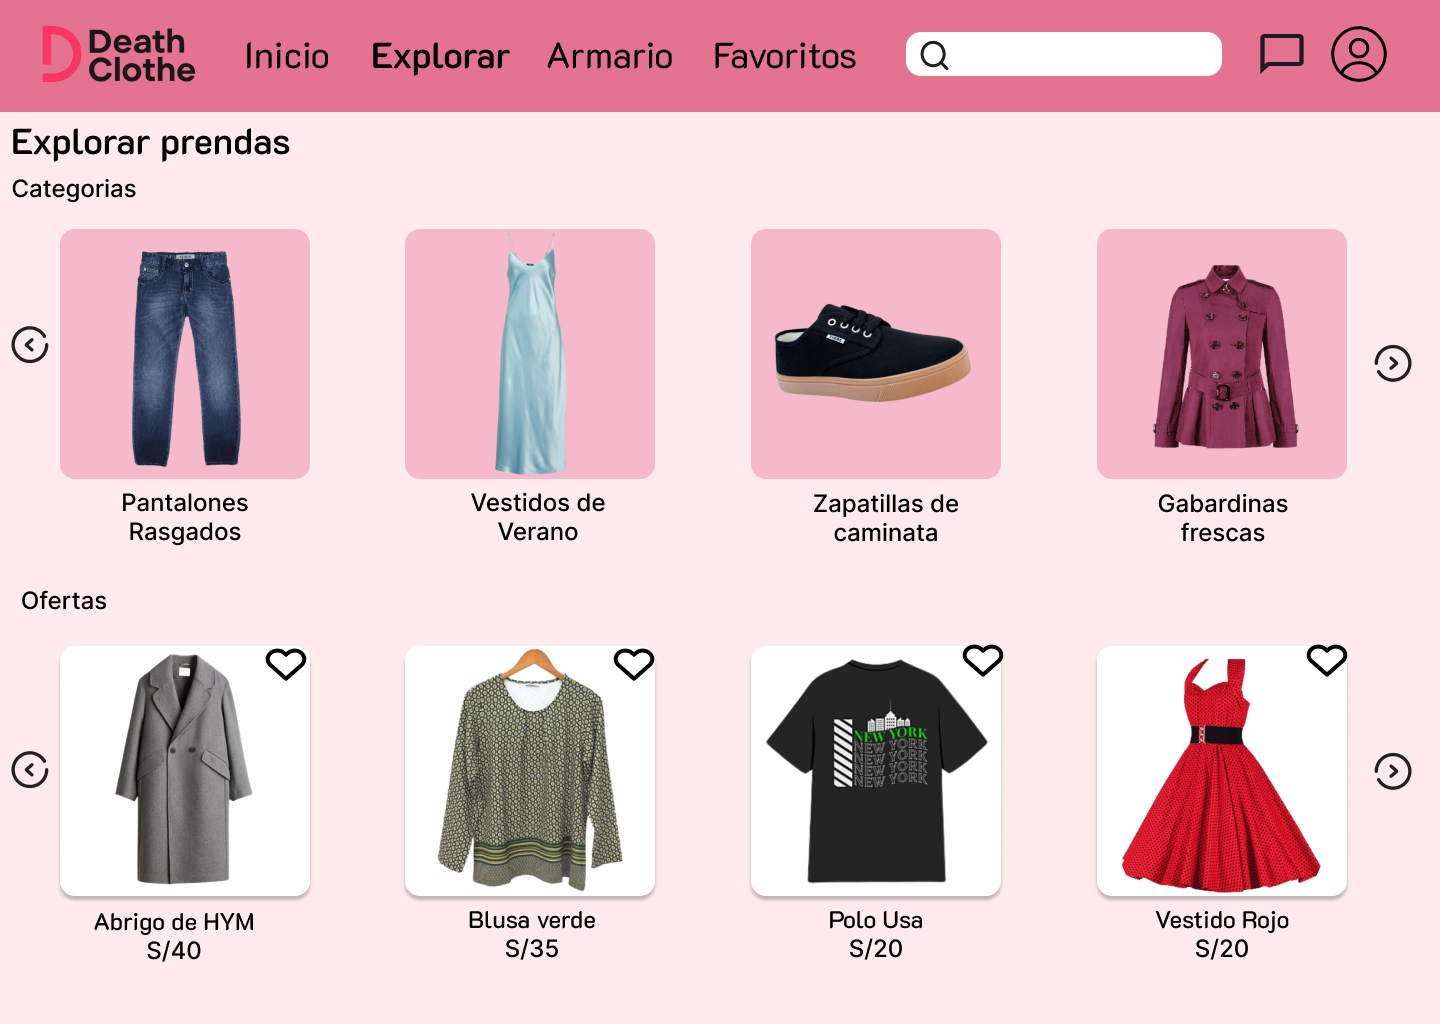 Death
Clothe
Inicio Explorar Armario Favoritos
Explorar prendas
Categorias
Pantalones
Rasgados
Vestidos de
Verano
Zapatillas de
caminata
Gabardinas
frescas
Ofertas
NEW YORK
NEW YORK
NEW YORK
NEW YORK
NEW YORK
Abrigo de HYM
S/40
Blusa verde
S/35
Polo Usa
S/20
Vestido Rojo
S/20